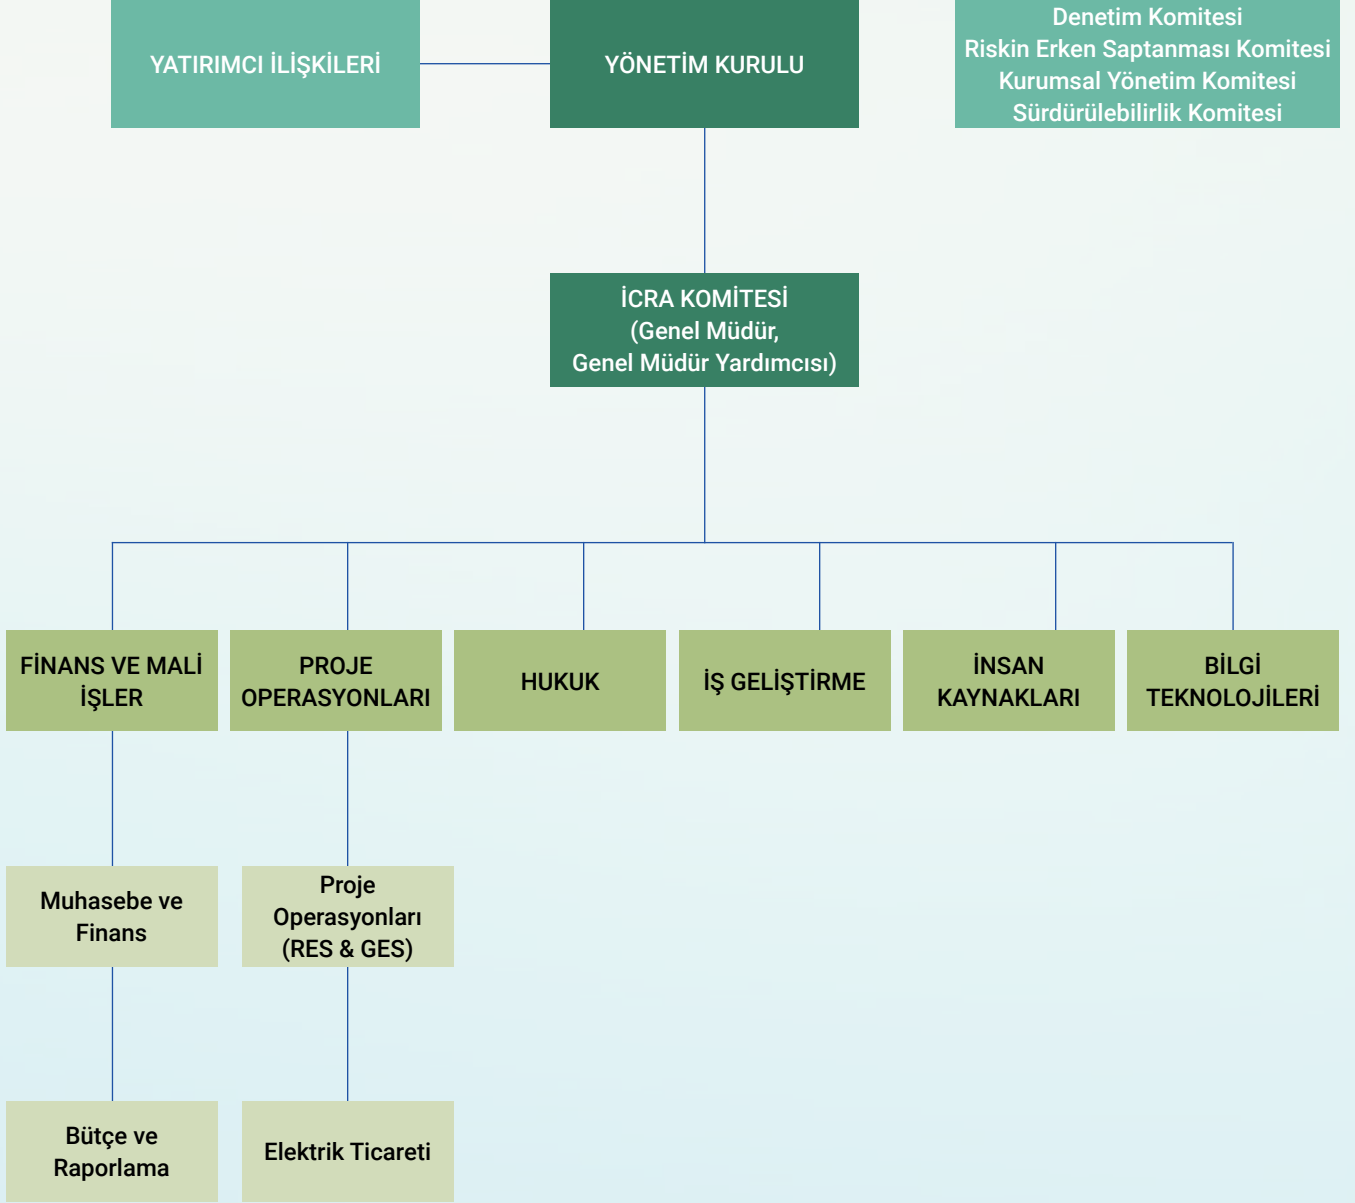 YATIRIMCI İLİŞKİLERİ
YÖNETİM KURULU
Denetim Komitesi
Riskin Erken Saptanması Komitesi
Kurumsal Yönetim Komitesi
Sürdürülebilirlik Komitesi
İCRA KOMİTESİ
(Genel Müdür,
Genel Müdür Yardımcısı)
FİNANS VE MALİ
İŞLER
PROJE
OPERASYONLARI
HUKUK
İŞ GELİŞTİRME
İNSAN
KAYNAKLARI
BİLGİ
TEKNOLOJİLERİ
Muhasebe ve
Finans
Proje
Operasyonları
(RES & GES)
Bütçe ve
Raporlama
Elektrik Ticareti